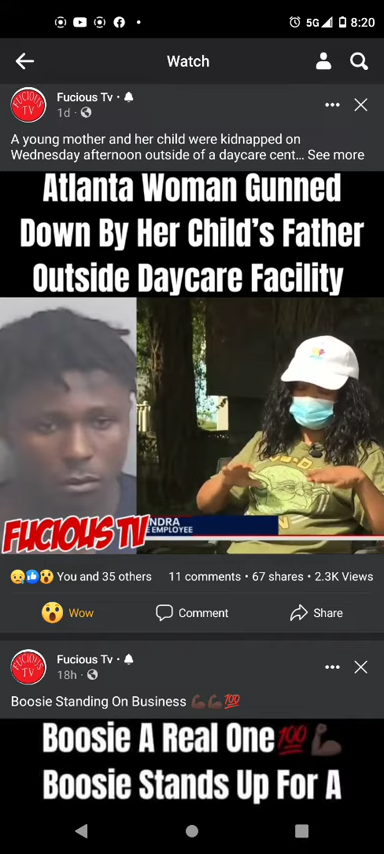 5G 8:20
Watch
Fucious Tv •
1d •
A young mother and her child were kidnapped on
Wednesday afternoon outside of a daycare cent... See more
Atlanta Woman Gunned
Down By Her Child's Father
Outside Daycare Facility
FUCIOUS TV
NDRA
E EMPLOYEE
You and 35 others 11 comments • 67 shares • 2.3K Views
Wow Comment Share
Fucious Tv •
18h •
Boosie Standing On Business 💪🏿💪🏿💯
Boosie A Real One💯💪🏿
Boosie Stands Up For A